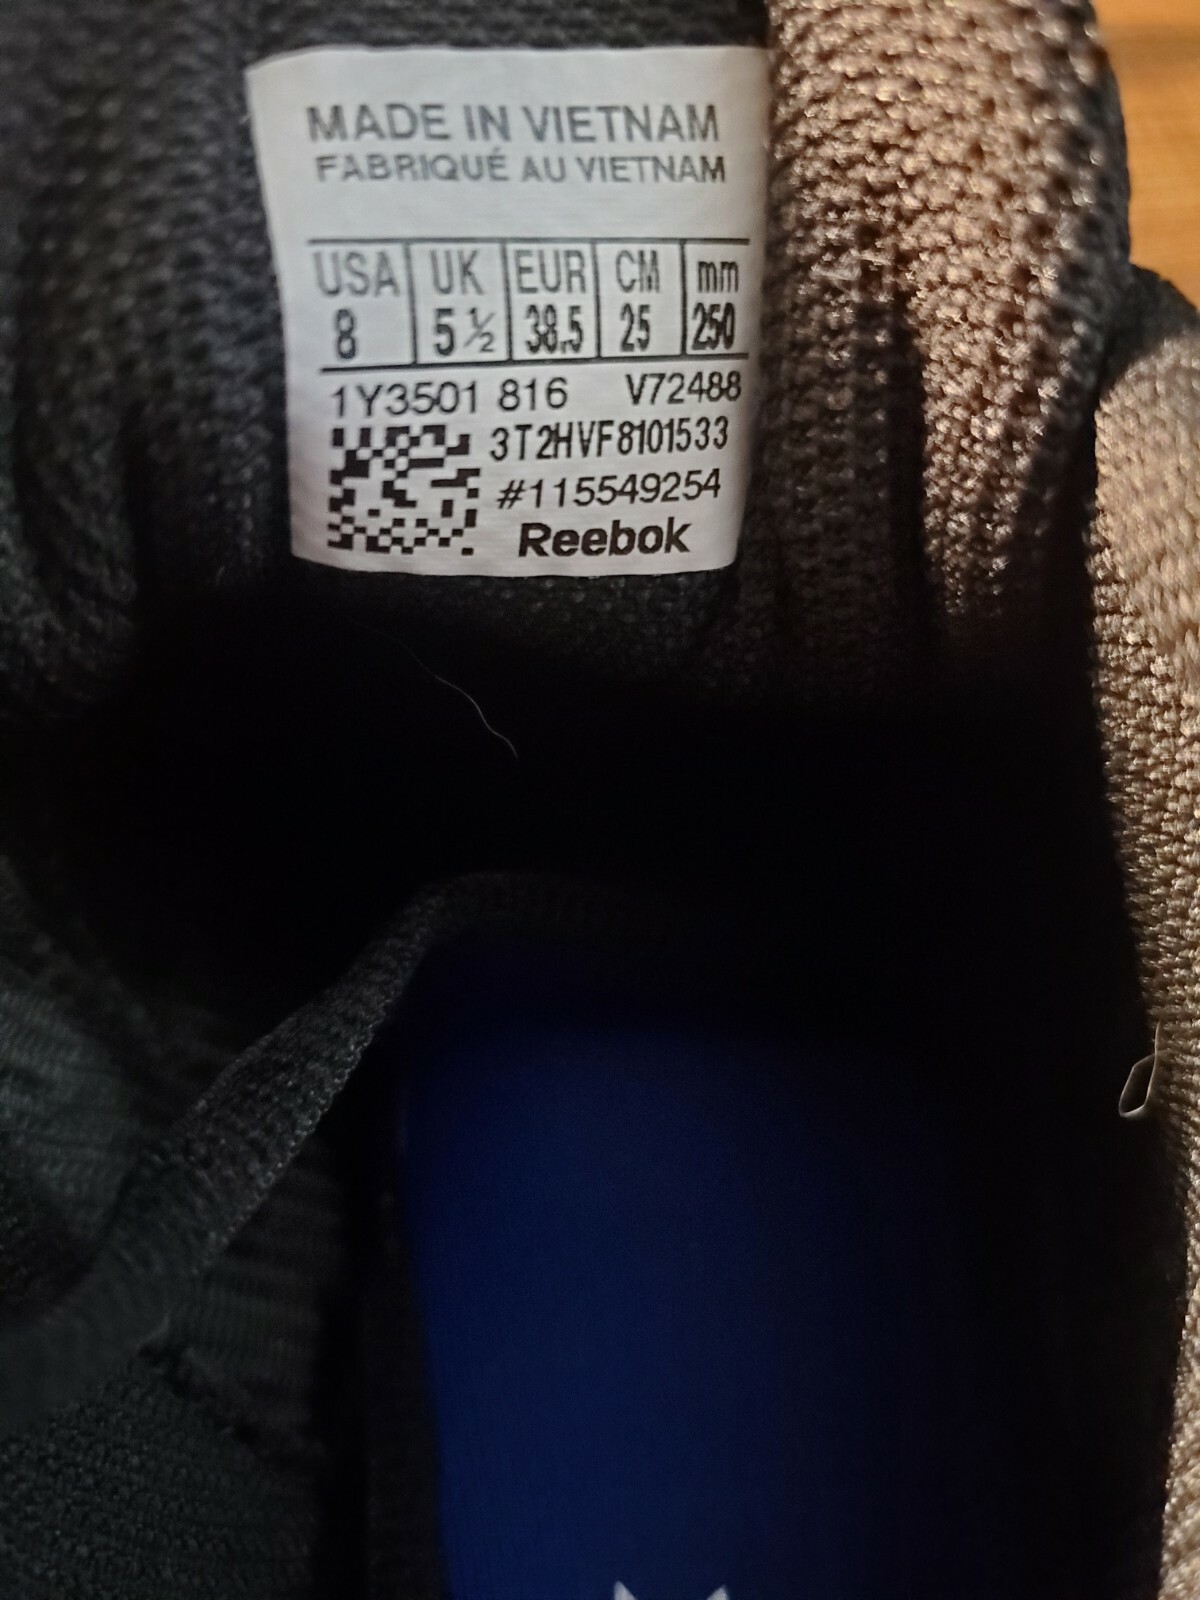 MADE IN VIETNAM
FABRIQUÉ AU VIETNAM
USA UK EUR CM mm
8 5 ½ 38.5 25 250
1Y3501 816 V72488
3T2HVF8101533
#115549254
Reebok